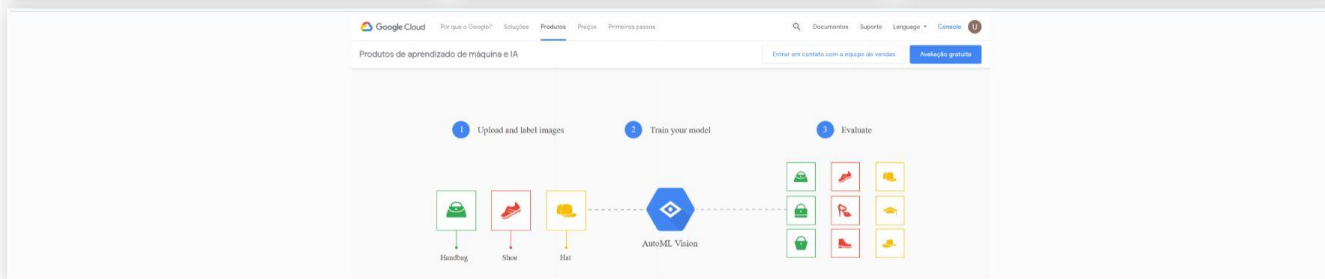 Google Cloud Por que o Google? Soluções Produtos Preços Primeiros passos Documentos Suporte Language Console U
Produtos de aprendizado de máquina e IA Entrar em contato com a equipe de vendas Avaliação gratuita
1 Upload and label images 2 Train your model 3 Evaluate
AutoML Vision
Handbag Shoe Hat